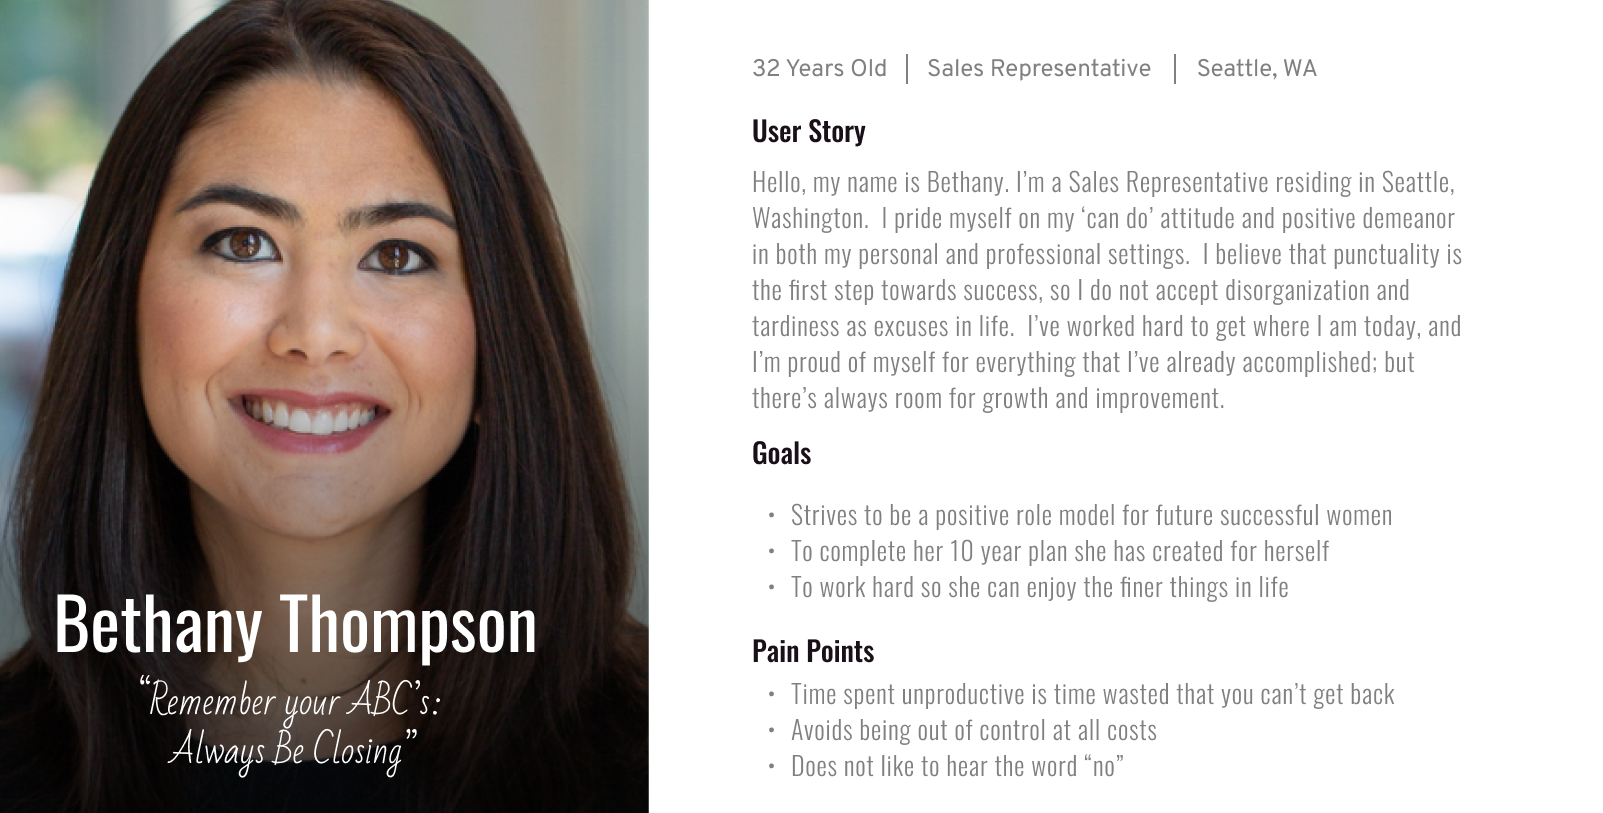 32 Years Old | Sales Representative | Seattle, WA
User Story
Hello, my name is Bethany. I’m a Sales Representative residing in Seattle,
Washington.  I pride myself on my ‘can do’ attitude and positive demeanor
in both my personal and professional settings.  I believe that punctuality is
the first step towards success, so I do not accept disorganization and
tardiness as excuses in life.  I’ve worked hard to get where I am today, and
I’m proud of myself for everything that I’ve already accomplished; but
there’s always room for growth and improvement.
Goals
• Strives to be a positive role model for future successful women
• To complete her 10 year plan she has created for herself
• To work hard so she can enjoy the finer things in life
Pain Points
• Time spent unproductive is time wasted that you can’t get back
• Avoids being out of control at all costs
• Does not like to hear the word “no”
Bethany Thompson
“Remember your ABC’s:
Always Be Closing”